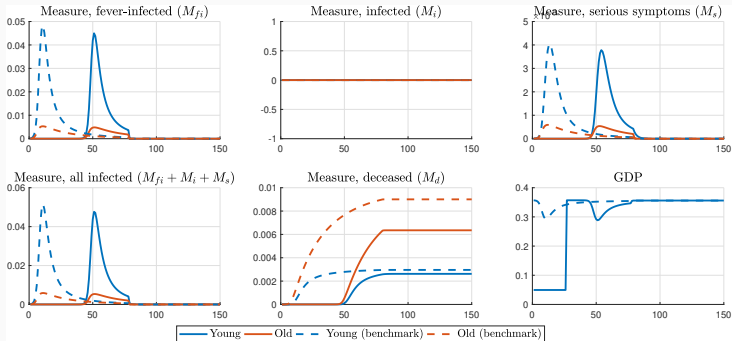 Measure, fever-infected (M_fi)
0.05
0.04
0.03
0.02
0.01
0
0 50 100 150
Measure, infected (M_i)
1
0.5
0
-0.5
-1
0 50 100 150
Measure, serious symptoms (M_s)
5
4
3
2
1
0
0 50 100 150
Measure, all infected (M_fi + M_i + M_s)
0.06
0.04
0.02
0
0 50 100 150
Measure, deceased (M_d)
0.01
0.008
0.006
0.004
0.002
0
0 50 100 150
GDP
0.4
0.3
0.2
0.1
0
0 50 100 150
Young Old Young (benchmark) Old (benchmark)